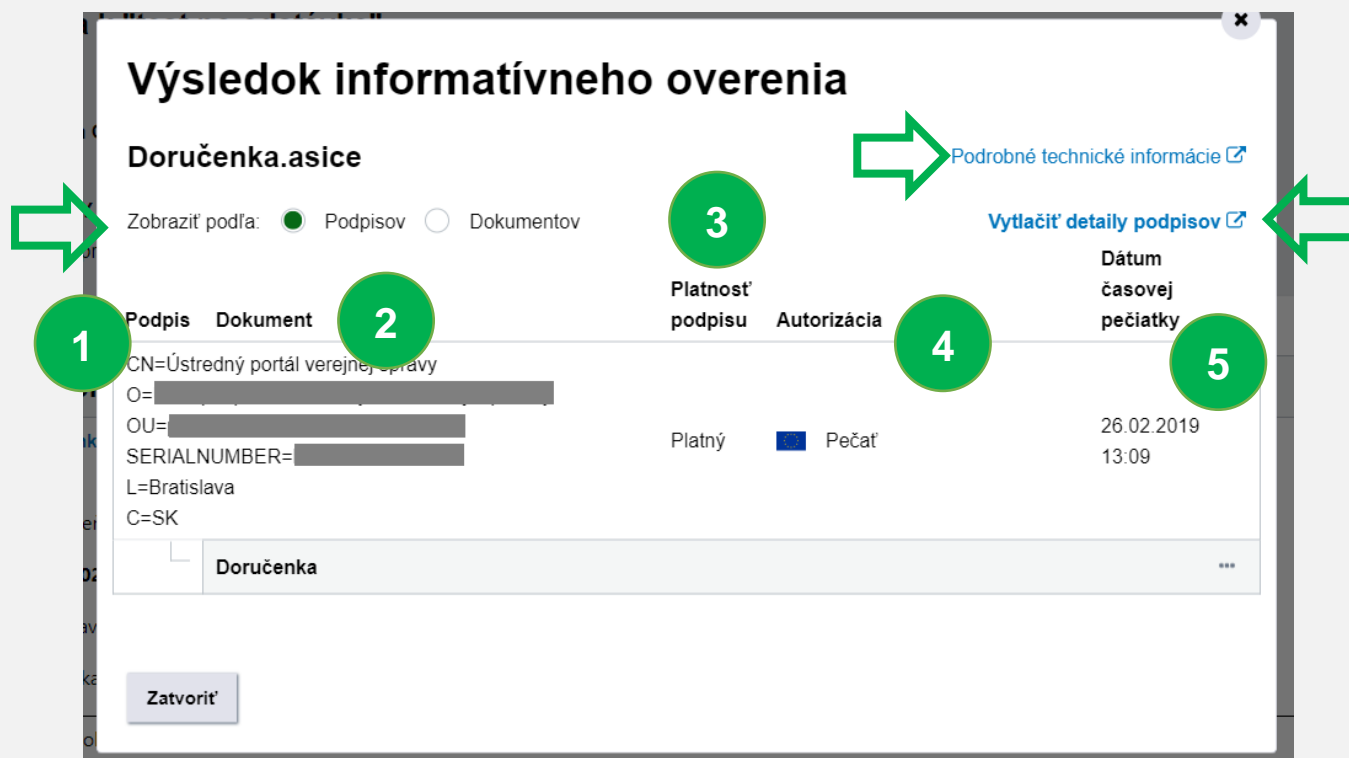 Výsledok informatívneho overenia
Doručenka.asice
Podrobné technické informácie
Zobraziť podľa: Podpisov Dokumentov
3
Vytlačiť detaily podpisov
1
Podpis Dokument
2
Platnosť
podpisu
Autorizácia
4
Dátum
časovej
pečiatky
5
CN=Ústredný portál verejnej správy
O=
OU=
SERIALNUMBER=
L=Bratislava
C=SK
Platný
Pečať
26.02.2019
13:09
Doručenka
Zatvoriť